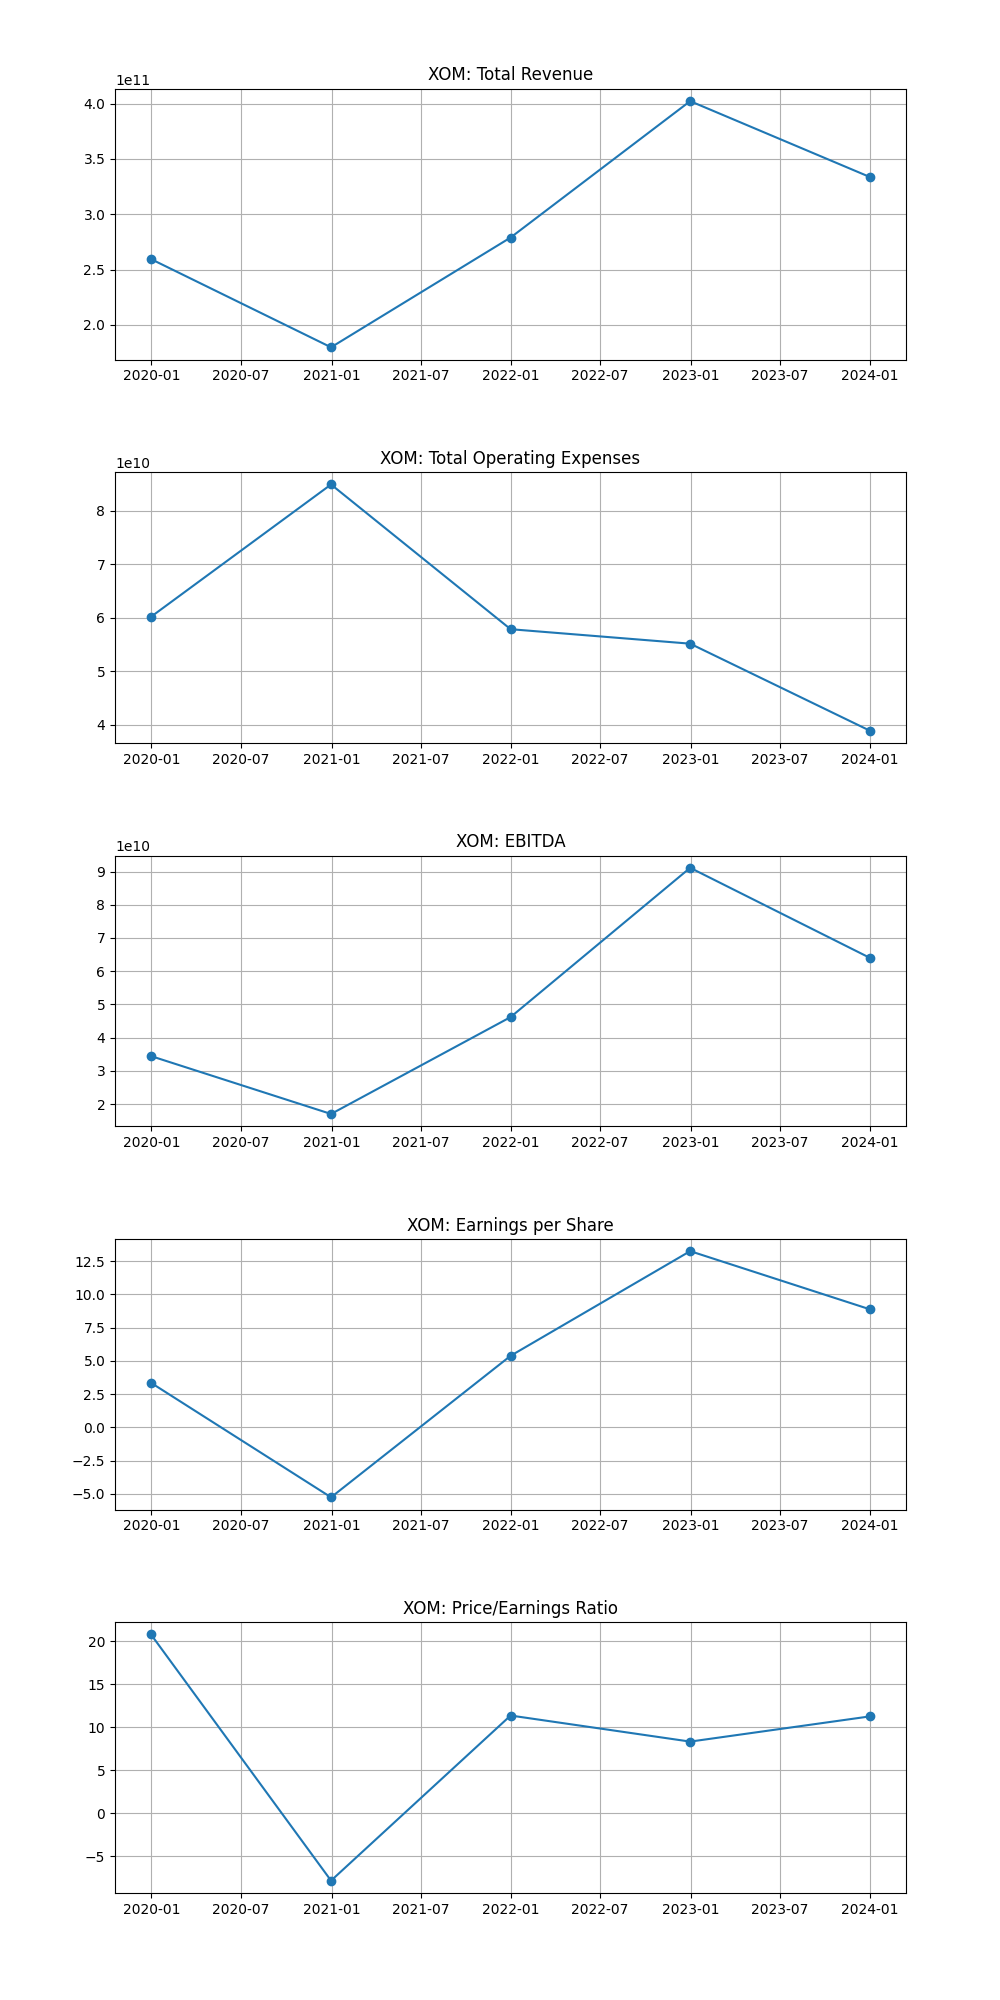 XOM: Total Revenue
1e11
4.0
3.5
3.0
2.5
2.0
2020-01 2020-07 2021-01 2021-07 2022-01 2022-07 2023-01 2023-07 2024-01
XOM: Total Operating Expenses
1e10
8
7
6
5
4
2020-01 2020-07 2021-01 2021-07 2022-01 2022-07 2023-01 2023-07 2024-01
XOM: EBITDA
1e10
9
8
7
6
5
4
3
2
2020-01 2020-07 2021-01 2021-07 2022-01 2022-07 2023-01 2023-07 2024-01
XOM: Earnings per Share
12.5
10.0
7.5
5.0
2.5
0.0
−2.5
−5.0
2020-01 2020-07 2021-01 2021-07 2022-01 2022-07 2023-01 2023-07 2024-01
XOM: Price/Earnings Ratio
20
15
10
5
0
−5
2020-01 2020-07 2021-01 2021-07 2022-01 2022-07 2023-01 2023-07 2024-01